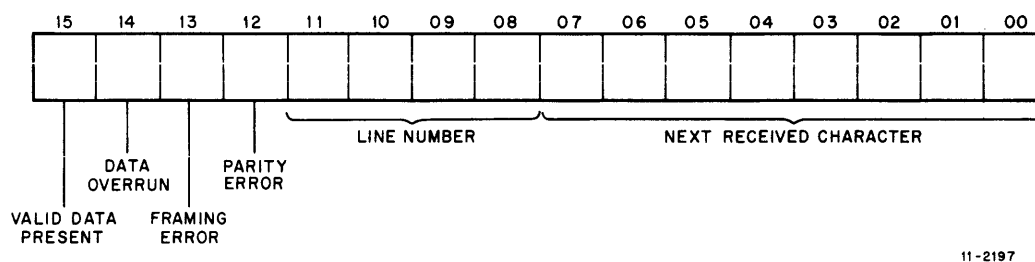 15 14 13 12 11 10 09 08 07 06 05 04 03 02 01 00
LINE NUMBER NEXT RECEIVED CHARACTER
DATA
OVERRUN
PARITY
ERROR
VALID DATA
PRESENT
FRAMING
ERROR
11-2197